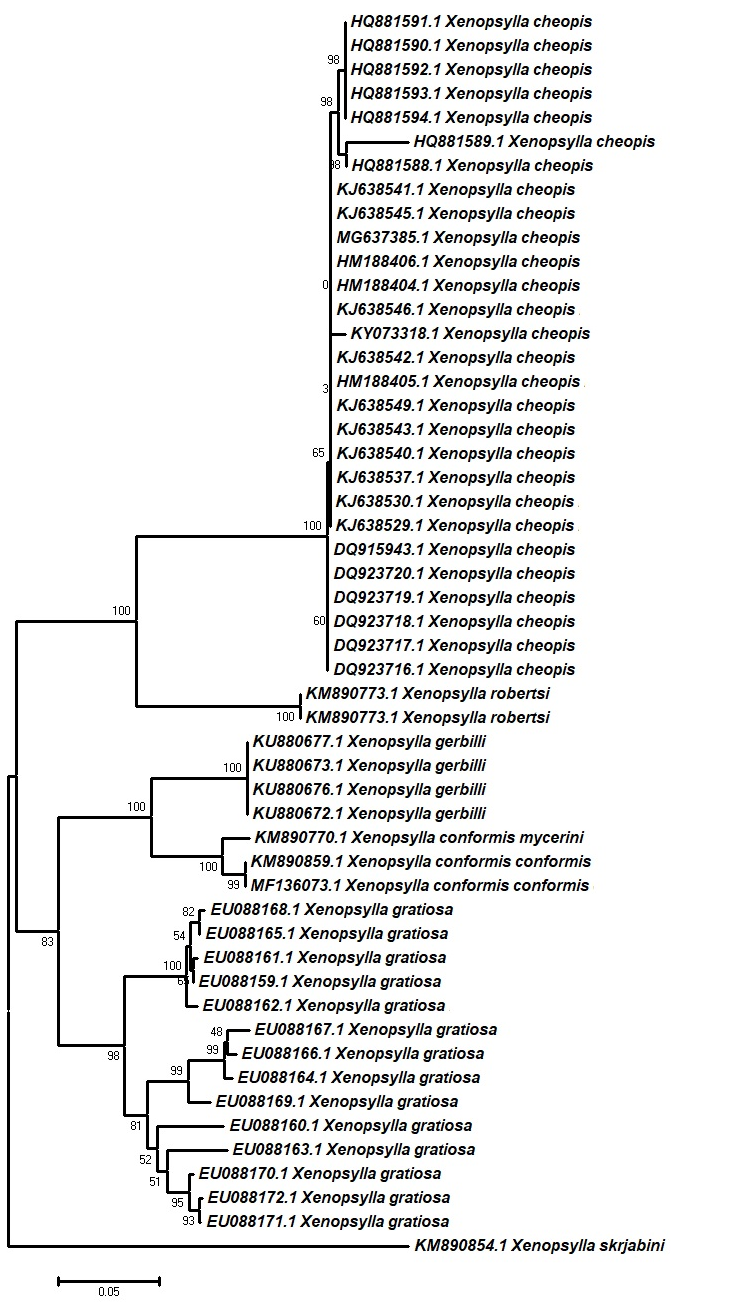 HQ881591.1 Xenopsylla cheopis
HQ881590.1 Xenopsylla cheopis
98
HQ881592.1 Xenopsylla cheopis
HQ881593.1 Xenopsylla cheopis
98
HQ881594.1 Xenopsylla cheopis
HQ881589.1 Xenopsylla cheopis
98
HQ881588.1 Xenopsylla cheopis
KJ638541.1 Xenopsylla cheopis
KJ638545.1 Xenopsylla cheopis
MG637385.1 Xenopsylla cheopis
HM188406.1 Xenopsylla cheopis
0
HM188404.1 Xenopsylla cheopis
KJ638546.1 Xenopsylla cheopis
KY073318.1 Xenopsylla cheopis
KJ638542.1 Xenopsylla cheopis
3
HM188405.1 Xenopsylla cheopis
KJ638549.1 Xenopsylla cheopis
KJ638543.1 Xenopsylla cheopis
65
KJ638540.1 Xenopsylla cheopis
KJ638537.1 Xenopsylla cheopis
KJ638530.1 Xenopsylla cheopis
100
KJ638529.1 Xenopsylla cheopis
DQ915943.1 Xenopsylla cheopis
DQ923720.1 Xenopsylla cheopis
DQ923719.1 Xenopsylla cheopis
100
60
DQ923718.1 Xenopsylla cheopis
DQ923717.1 Xenopsylla cheopis
DQ923716.1 Xenopsylla cheopis
KM890773.1 Xenopsylla robertsi
100
KM890773.1 Xenopsylla robertsi
KU880677.1 Xenopsylla gerbilli
100
KU880673.1 Xenopsylla gerbilli
KU880676.1 Xenopsylla gerbilli
100
KU880672.1 Xenopsylla gerbilli
KM890770.1 Xenopsylla conformis mycerini
100
KM890859.1 Xenopsylla conformis conformis
99
MF136073.1 Xenopsylla conformis conformis
82
EU088168.1 Xenopsylla gratiosa
83
54
EU088165.1 Xenopsylla gratiosa
100
EU088161.1 Xenopsylla gratiosa
EU088159.1 Xenopsylla gratiosa
EU088162.1 Xenopsylla gratiosa
48
EU088167.1 Xenopsylla gratiosa
98
99
EU088166.1 Xenopsylla gratiosa
99
EU088164.1 Xenopsylla gratiosa
EU088169.1 Xenopsylla gratiosa
81
EU088160.1 Xenopsylla gratiosa
52
EU088163.1 Xenopsylla gratiosa
51
EU088170.1 Xenopsylla gratiosa
95
EU088172.1 Xenopsylla gratiosa
93
EU088171.1 Xenopsylla gratiosa
KM890854.1 Xenopsylla skrjabini
0.05